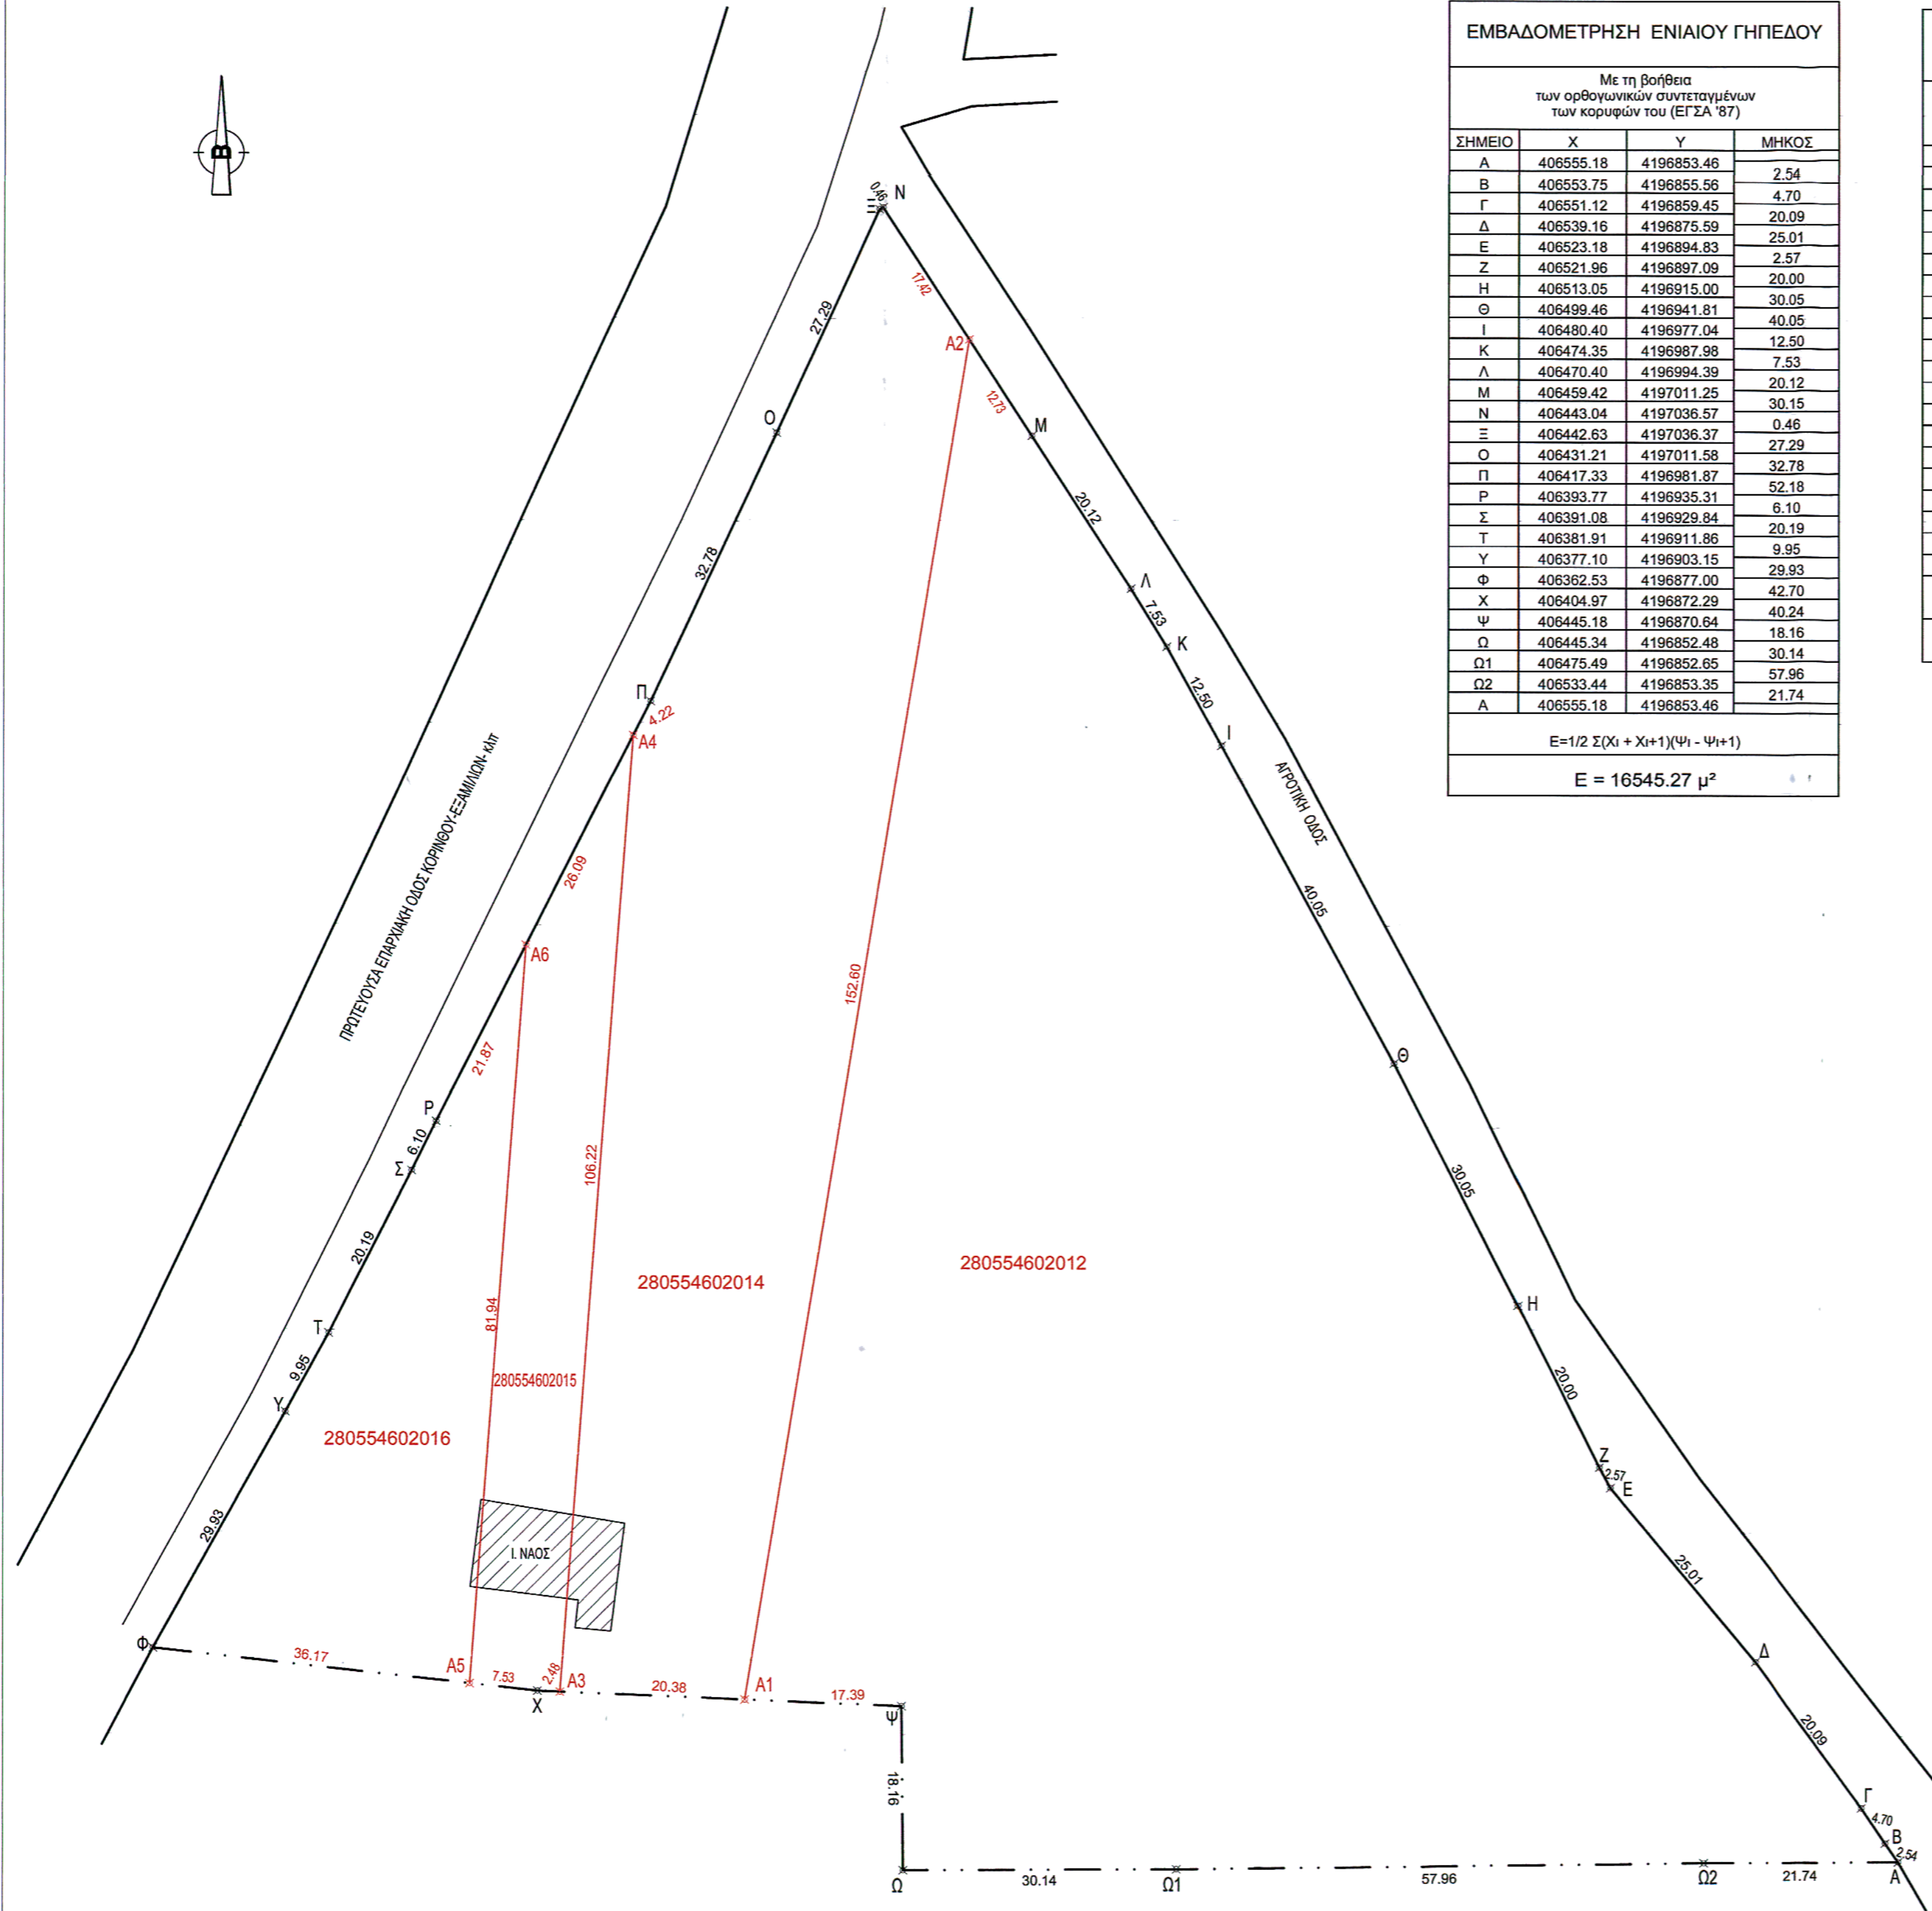 ΕΜΒΑΔΟΜΕΤΡΗΣΗ ΕΝΙΑΙΟΥ ΓΗΠΕΔΟΥ
Με τη βοήθεια
των ορθογωνικών συντεταγμένων
των κορυφών του (ΕΓΣΑ '87)
ΣΗΜΕΙΟ Χ Υ ΜΗΚΟΣ
Α 406555.18 4196853.46
2.54
Β 406553.75 4196855.56
4.70
Γ 406551.12 4196859.45
20.09
Δ 406539.16 4196875.59
25.01
Ε 406523.18 4196894.83
2.57
Ζ 406521.96 4196897.09
20.00
Η 406513.05 4196915.00
30.05
Θ 406499.46 4196941.81
40.05
Ι 406480.40 4196977.04
12.50
Κ 406474.35 4196987.98
7.53
Λ 406470.40 4196994.39
20.12
Μ 406459.42 4197011.25
30.15
Ν 406443.04 4197036.57
0.46
Ξ 406442.63 4197036.37
27.29
Ο 406431.21 4197011.58
32.78
Π 406417.33 4196981.87
52.18
Ρ 406393.77 4196935.31
6.10
Σ 406391.08 4196929.84
20.19
Τ 406381.91 4196911.86
9.95
Υ 406377.10 4196903.15
29.93
Φ 406362.53 4196877.00
42.70
Χ 406404.97 4196872.29
40.24
Ψ 406445.18 4196870.64
18.16
Ω 406445.34 4196852.48
30.14
Ω1 406475.49 4196852.65
57.96
Ω2 406533.44 4196853.35
21.74
Α 406555.18 4196853.46
Ε=1/2 Σ(Χι + Χι+1)(Ψι - Ψι+1)
Ε = 16545.27 μ²
Β
0.46
Ν
Ξ
17.42
27.29
Α2
12.73
Ο
Μ
20.12
32.78
Λ
7.53
Κ
12.50
Π
4.22
Α4
Ι
ΠΡΩΤΕΥΟΥΣΑ ΕΠΑΡΧΙΑΚΗ ΟΔΟΣ ΚΟΡΙΝΘΟΥ-ΕΞΑΜΙΛΙΩΝ- κλπ
ΑΓΡΟΤΙΚΗ ΟΔΟΣ
26.09
40.05
Α6
152.60
21.87
Θ
Ρ
6.10
Σ
106.22
30.05
20.19
280554602012
280554602014
Η
81.94
Τ
9.95
280554602015
20.00
Υ
280554602016
Ζ
2.57
Ε
29.93
Ι. ΝΑΟΣ
25.01
Φ
36.17
Α5
7.53
2.48
Α3
Χ
20.38
Α1
17.39
Ψ
Δ
20.09
18.16
Γ
4.70
Β
2.54
Ω
30.14
Ω1
57.96
Ω2
21.74
Α